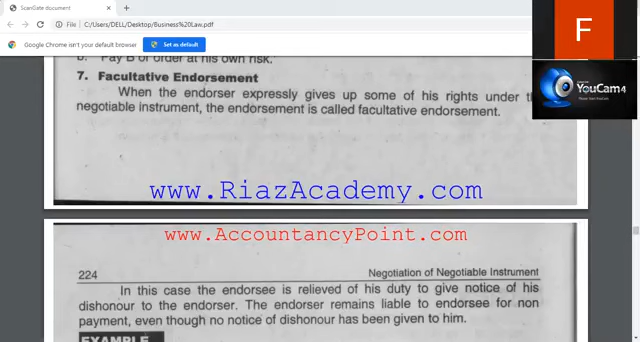 ScanGate document
File | C:/Users/DELL/Desktop/Business%20Law.pdf
Google Chrome isn't your default browser
Set as default
b. Pay B or order at his own risk.
7. Facultative Endorsement
When the endorser expressly gives up some of his rights under
negotiable instrument, the endorsement is called facultative endorsement.
www.RiazAcademy.com
www.AccountancyPoint.com
224
Negotiation of Negotiable Instrument
In this case the endorsee is relieved of his duty to give notice of his
dishonour to the endorser. The endorser remains liable to endorsee for non
payment, even though no notice of dishonour has been given to him.
EXAMPLE
F
YouCam 4